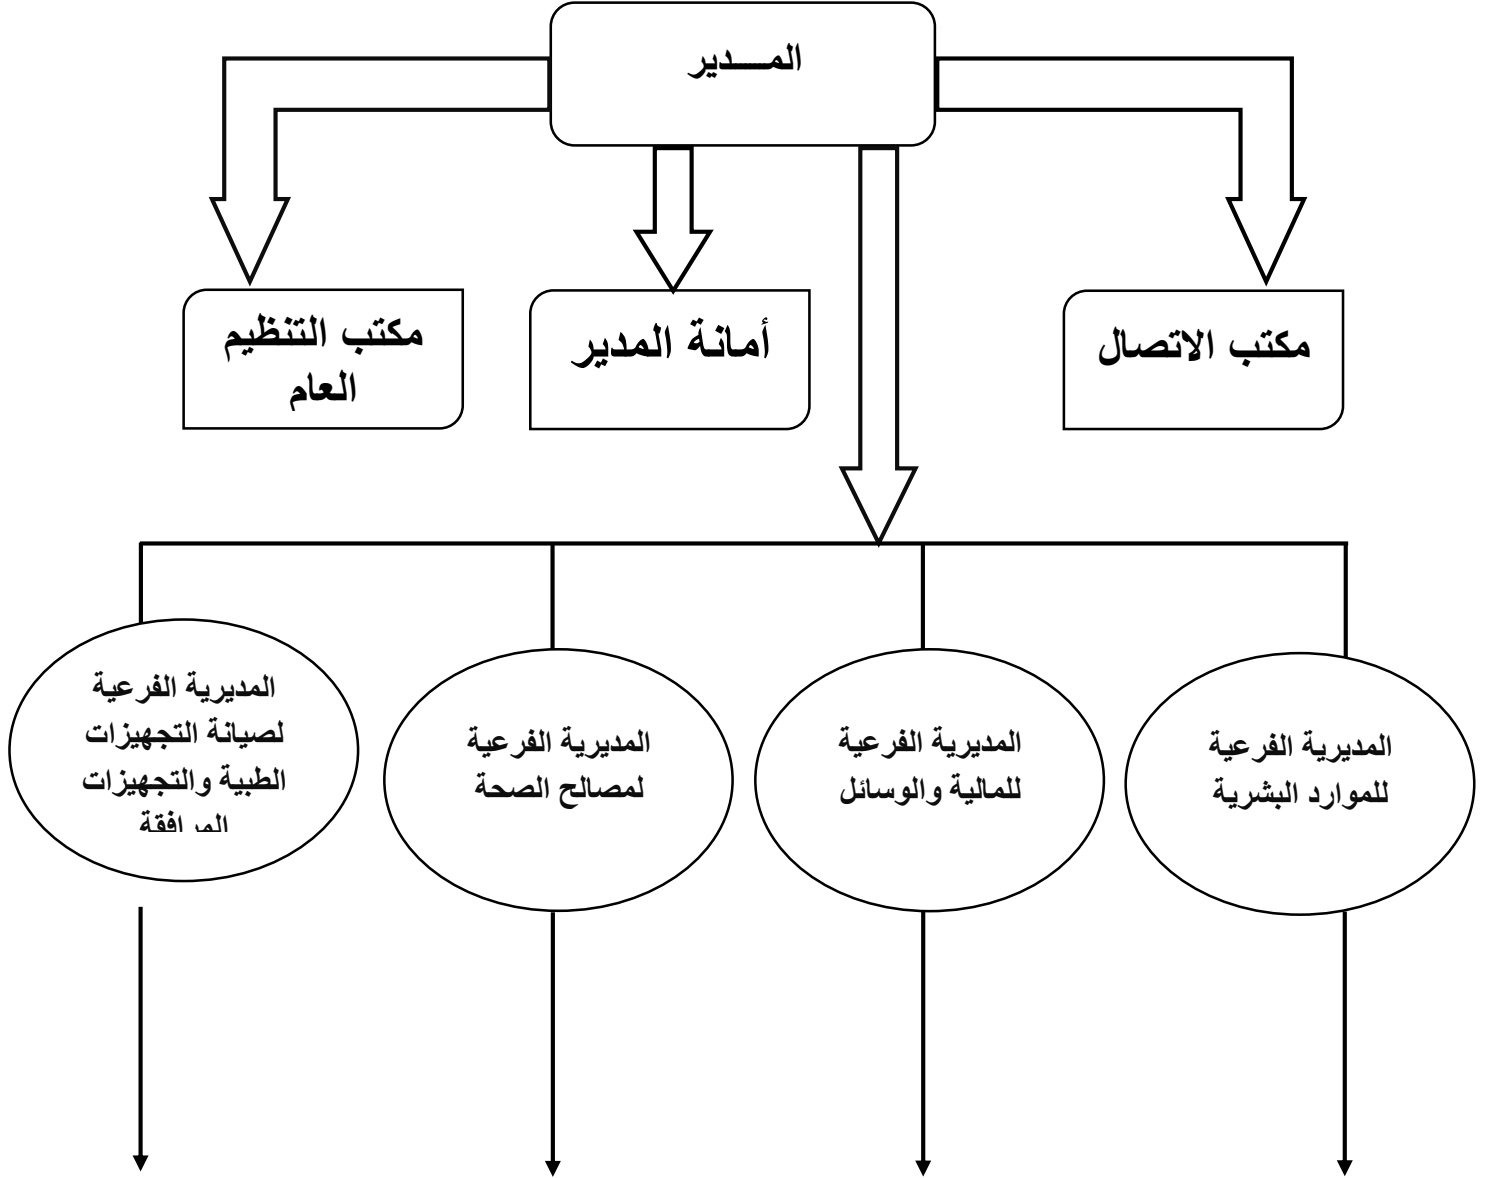 المـــدير
مكتب الاتصال
أمانة المدير
مكتب التنظيم
العام
المديرية الفرعية
للموارد البشرية
المديرية الفرعية
للمالية والوسائل
المديرية الفرعية
لمصالح الصحة
المديرية الفرعية
لصيانة التجهيزات
الطبية والتجهيزات
المرافقة